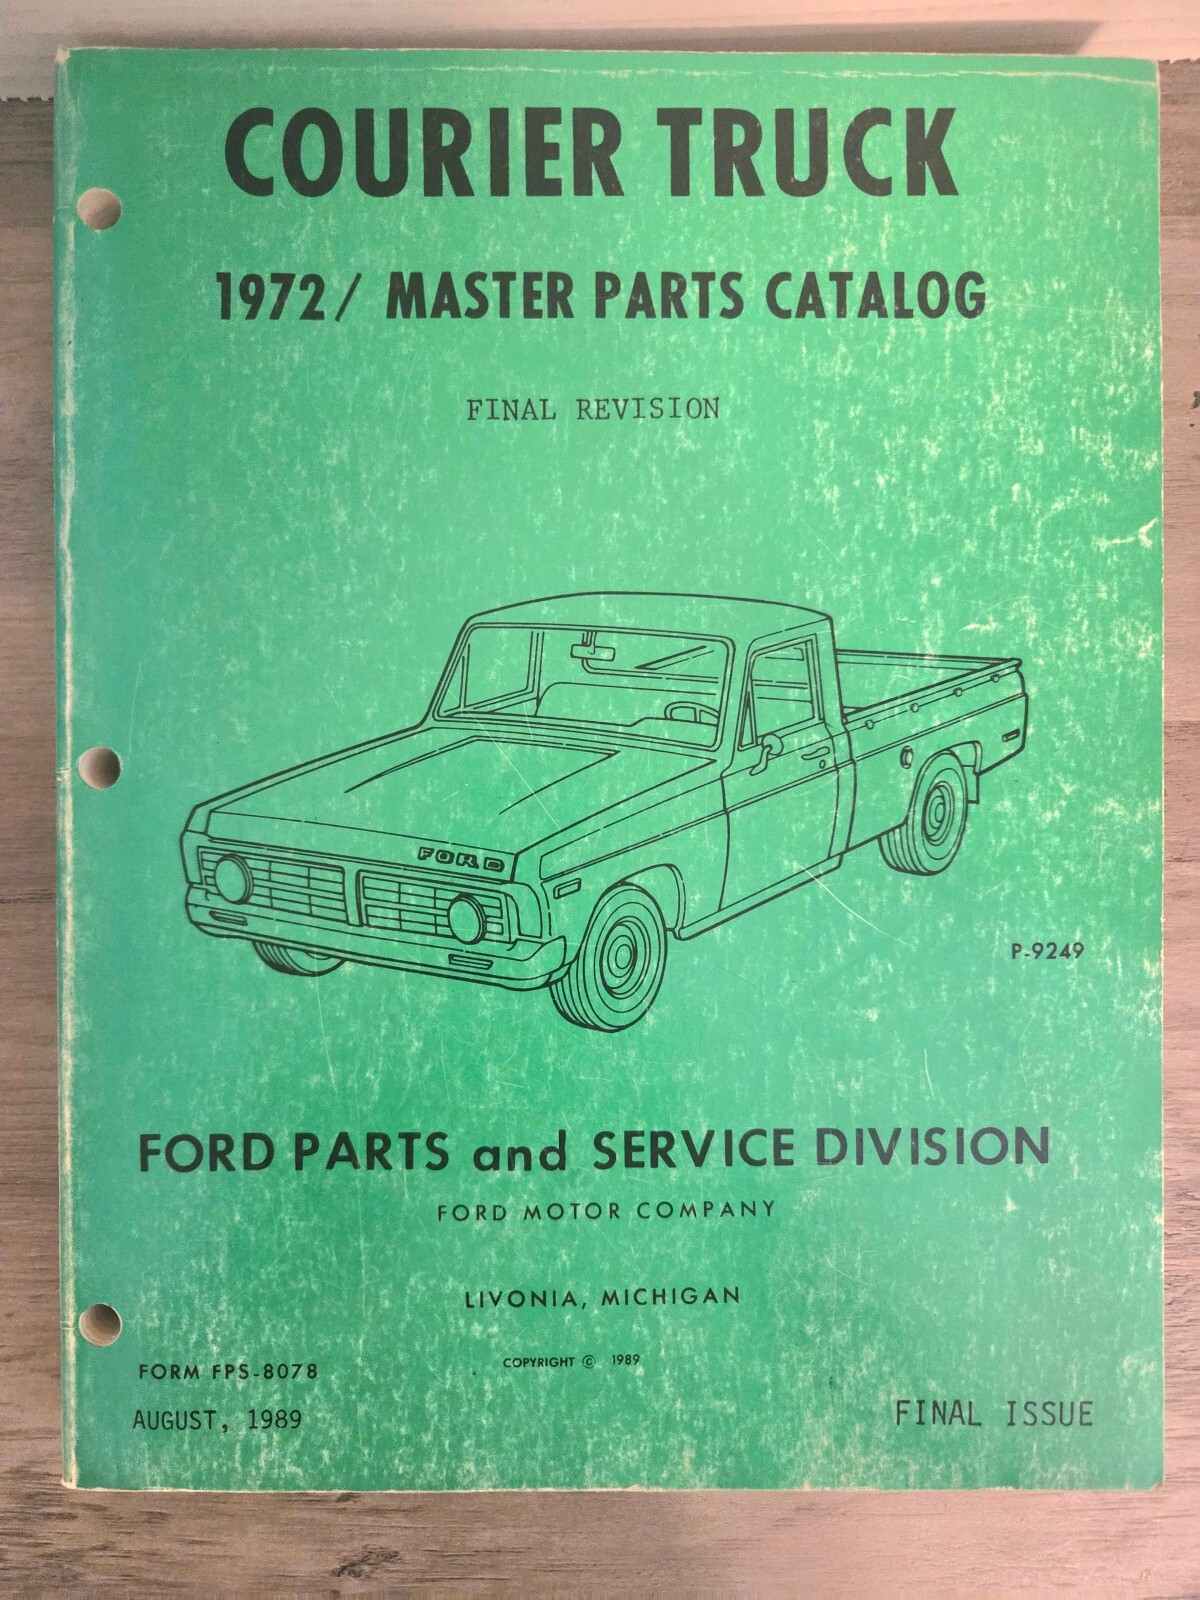 COURIER TRUCK
1972/ MASTER PARTS CATALOG
FINAL REVISION
FORD
P-9249
FORD PARTS and SERVICE DIVISION
FORD MOTOR COMPANY
LIVONIA, MICHIGAN
COPYRIGHT © 1989
FORM FPS-8078
AUGUST, 1989
FINAL ISSUE